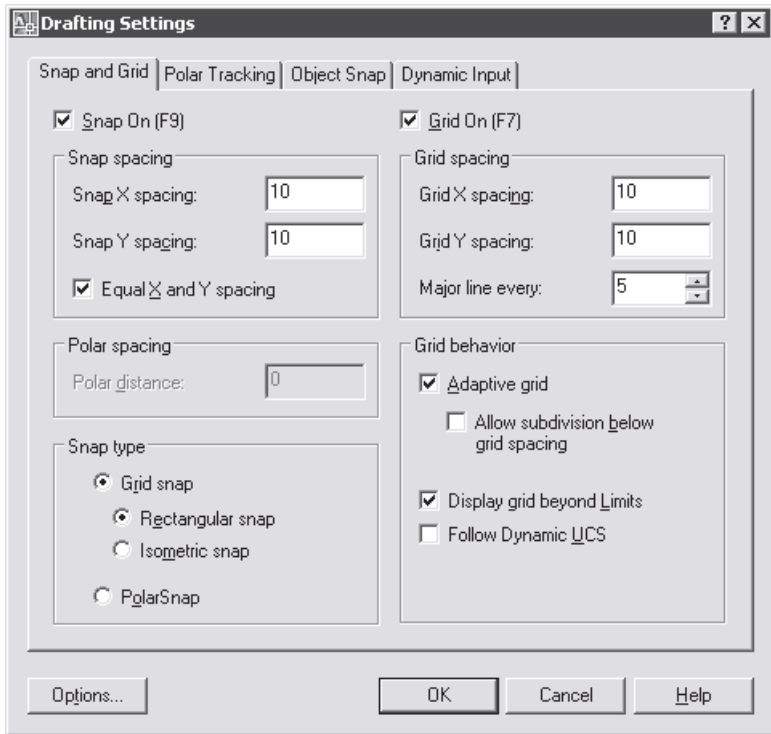 Drafting Settings
Snap and Grid
Polar Tracking
Object Snap
Dynamic Input
Snap On (F9)
Snap spacing
Snap X spacing: 10
Snap Y spacing: 10
Equal X and Y spacing
Polar spacing
Polar distance: 0
Snap type
Grid snap
Rectangular snap
Isometric snap
PolarSnap
Grid On (F7)
Grid spacing
Grid X spacing: 10
Grid Y spacing: 10
Major line every: 5
Grid behavior
Adaptive grid
Allow subdivision below
grid spacing
Display grid beyond Limits
Follow Dynamic UCS
Options...
OK
Cancel
Help